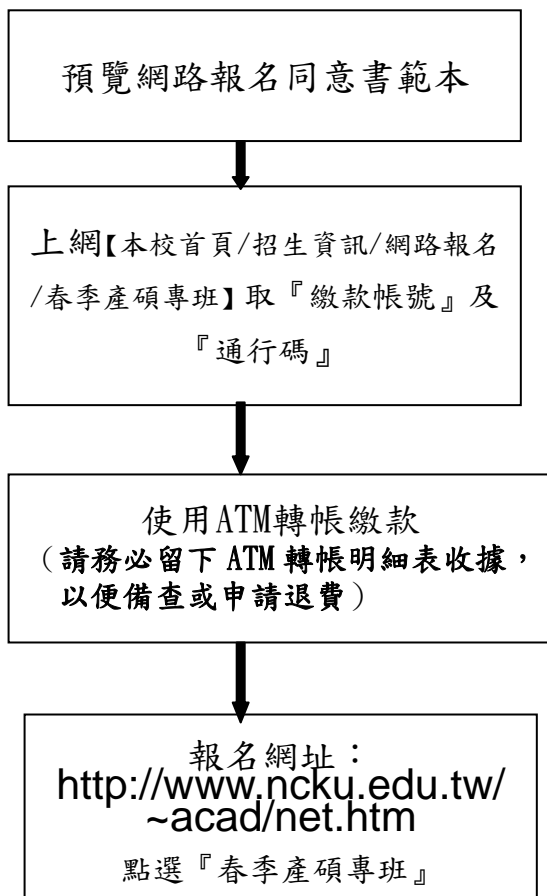 預覽網路報名同意書範本
上網【本校首頁/招生資訊/網路報名
/春季產碩專班】取『繳款帳號』及
『通行碼』
使用ATM轉帳繳款
（請務必留下 ATM 轉帳明細表收據，
以便備查或申請退費）
報名網址：
http://www.ncku.edu.tw/
~acad/net.htm
點選『春季產碩專班』